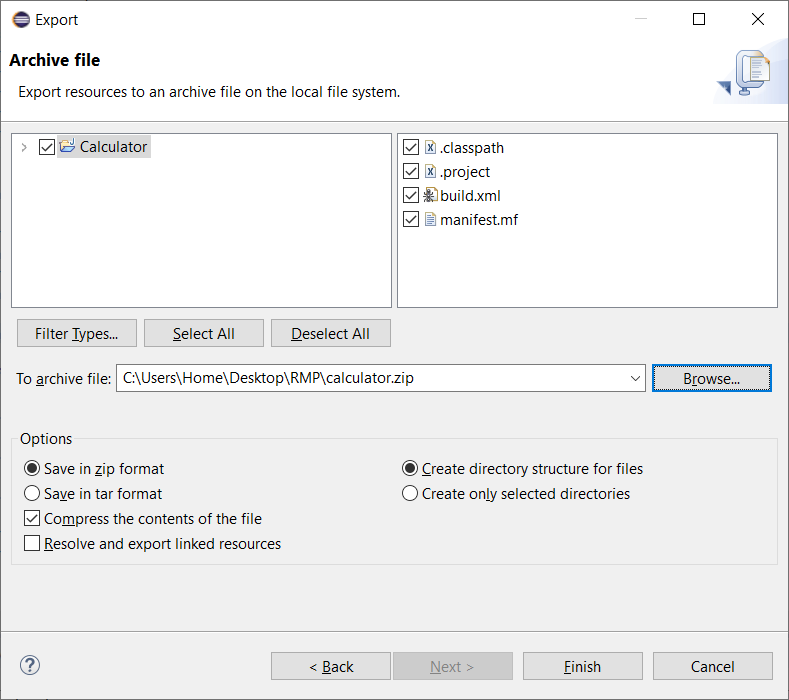 Export
Archive file
Export resources to an archive file on the local file system.
Calculator
.classpath
.project
build.xml
manifest.mf
Filter Types...
Select All
Deselect All
To archive file:
C:\Users\Home\Desktop\RMP\calculator.zip
Browse...
Options
Save in zip format
Create directory structure for files
Save in tar format
Create only selected directories
Compress the contents of the file
Resolve and export linked resources
?
< Back
Next >
Finish
Cancel